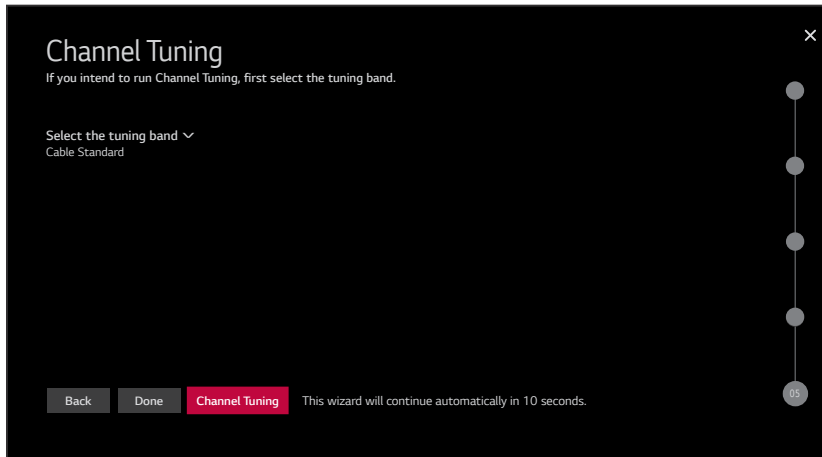 Channel Tuning
If you intend to run Channel Tuning, first select the tuning band.
Select the tuning band
Cable Standard
Back
Done
Channel Tuning
This wizard will continue automatically in 10 seconds.
05